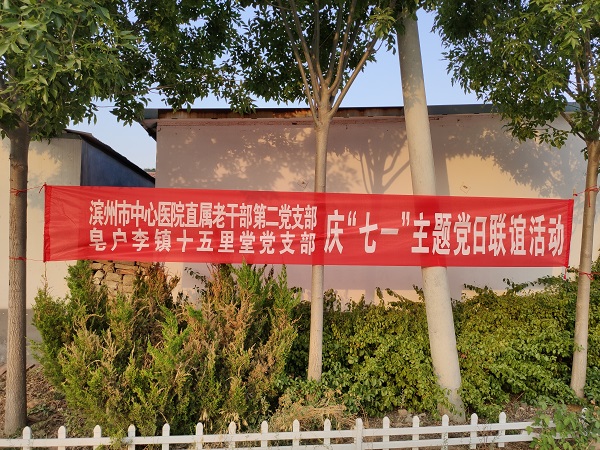 滨州市中心医院直属老干部第二党支部
皂户李镇十五里堂党支部
庆“七一”主题党日联谊活动